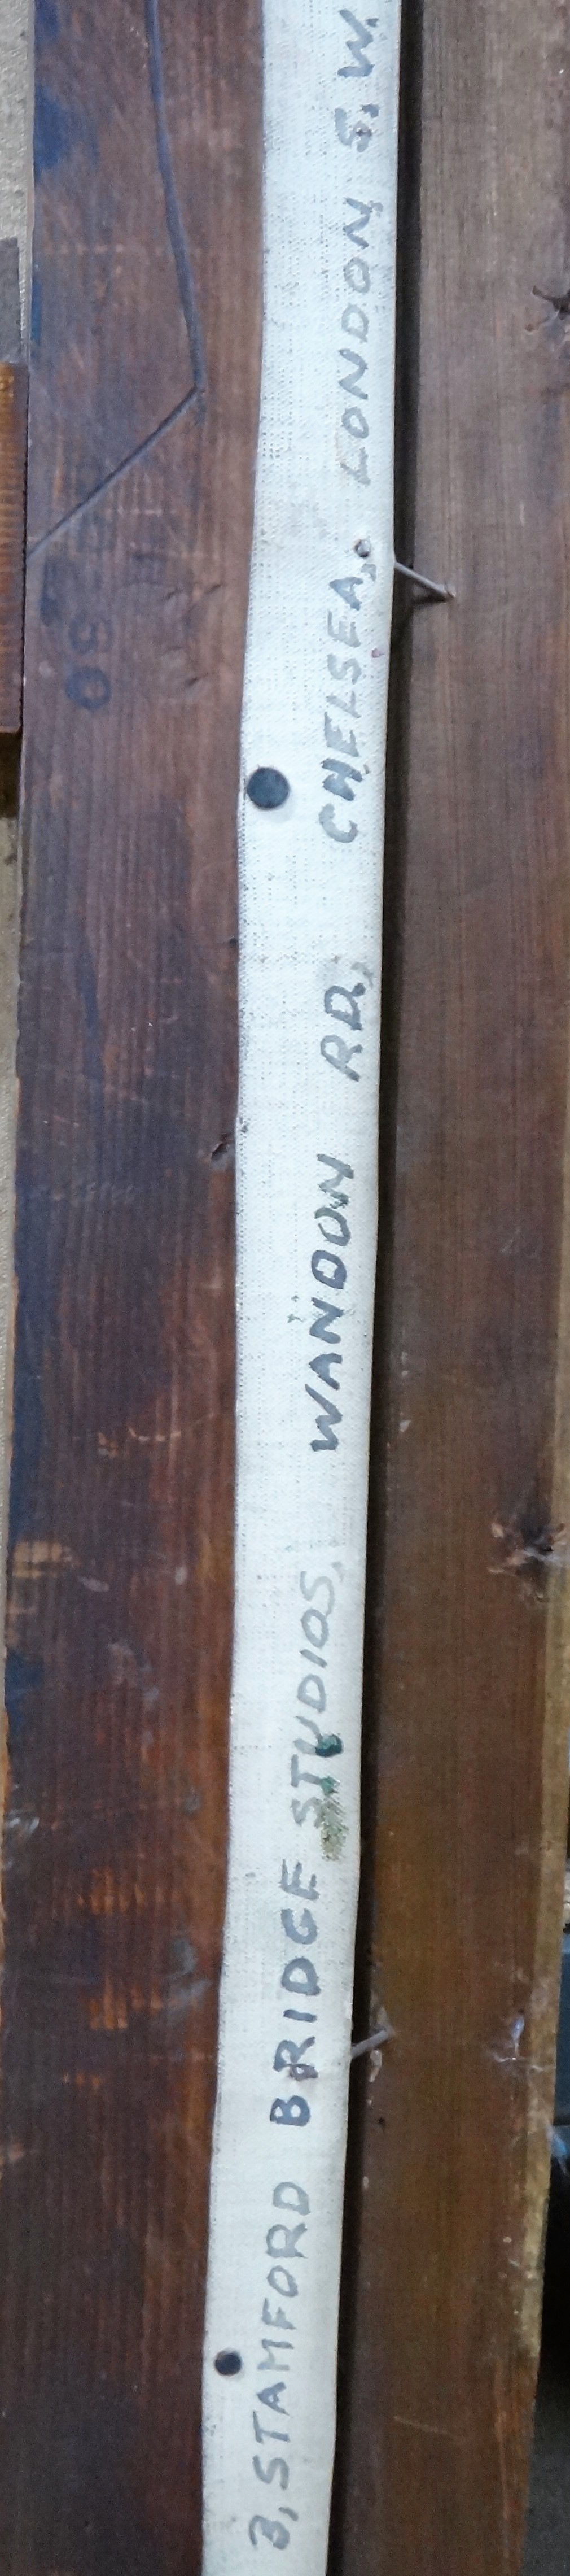 3, STAMFORD BRIDGE STUDIOS, WANDON RD, CHELSEA, LONDON S.W.